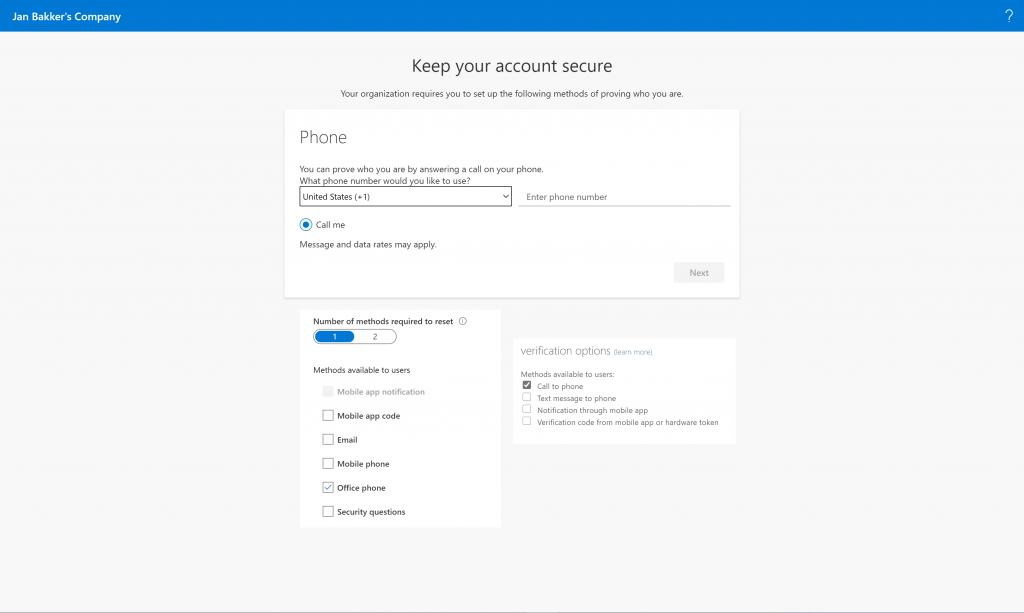 Jan Bakker's Company
?
Keep your account secure
Your organization requires you to set up the following methods of proving who you are.
Phone
You can prove who you are by answering a call on your phone.
What phone number would you like to use?
United States (+1)
Enter phone number
Call me
Message and data rates may apply.
Next
Number of methods required to reset
1
2
Methods available to users
Mobile app notification
Mobile app code
Email
Mobile phone
Office phone
Security questions
verification options (learn more)
Methods available to users:
Call to phone
Text message to phone
Notification through mobile app
Verification code from mobile app or hardware token